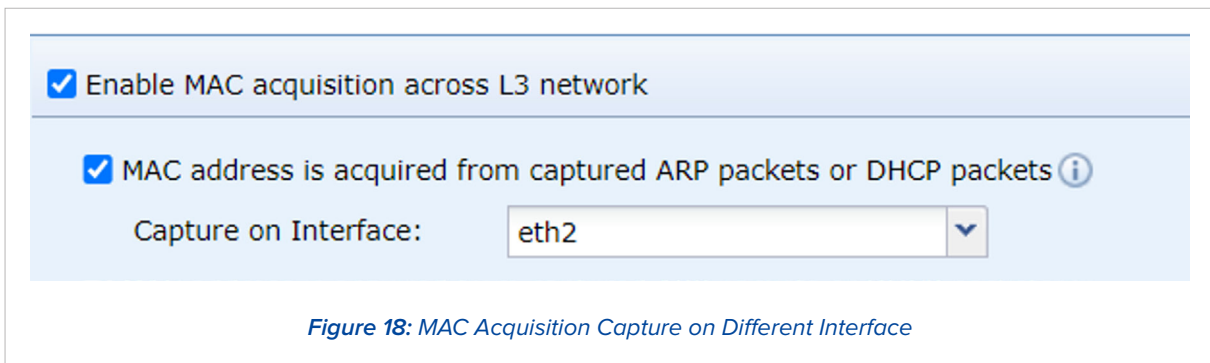 Enable MAC acquisition across L3 network
MAC address is acquired from captured ARP packets or DHCP packets
Capture on Interface: eth2
Figure 18: MAC Acquisition Capture on Different Interface